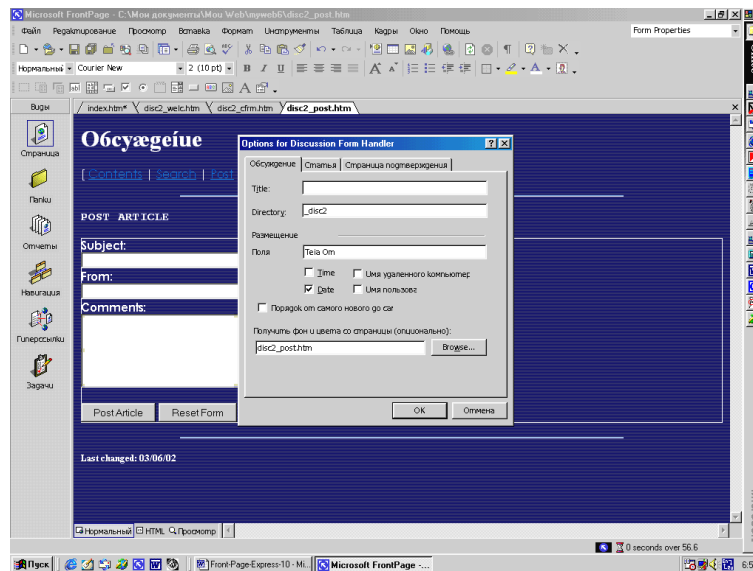 Microsoft FrontPage - C:\Мои документы\Mou Web\myweb6\disc2_post.htm
Файл Редактирование Просмотр Вставка Формат Инструменты Таблица Кадры Окно Помощь
Form Properties
Нормальный Courier New 2 (10 pt)
Виды
index.htm* disc2_welc.htm disc2_cfrm.htm disc2_post.htm
Страница
Папки
Отчеты
Навигация
Гиперссылки
Задачи
Обсуægeíue
[ Contents | Search | Post
POST ARTICLE
Subject:
From:
Comments:
Post Article Reset Form
Last changed: 03/06/02
Options for Discussion Form Handler
Обсуждение Статья Страница подтверждения
Title:
Directory: _disc2
Размещение
Поля Teia Om
Time Имя удаленного компьютер
Date Имя пользова
Порядок от самого нового до саг
Получить фон и цвета со страницы (опционально):
disc2_post.htm Browse...
OK Отмена
Нормальный HTML Просмотр
0 seconds over 56.6
Пуск Front-Page-Express-10 - Mi... Microsoft FrontPage -...